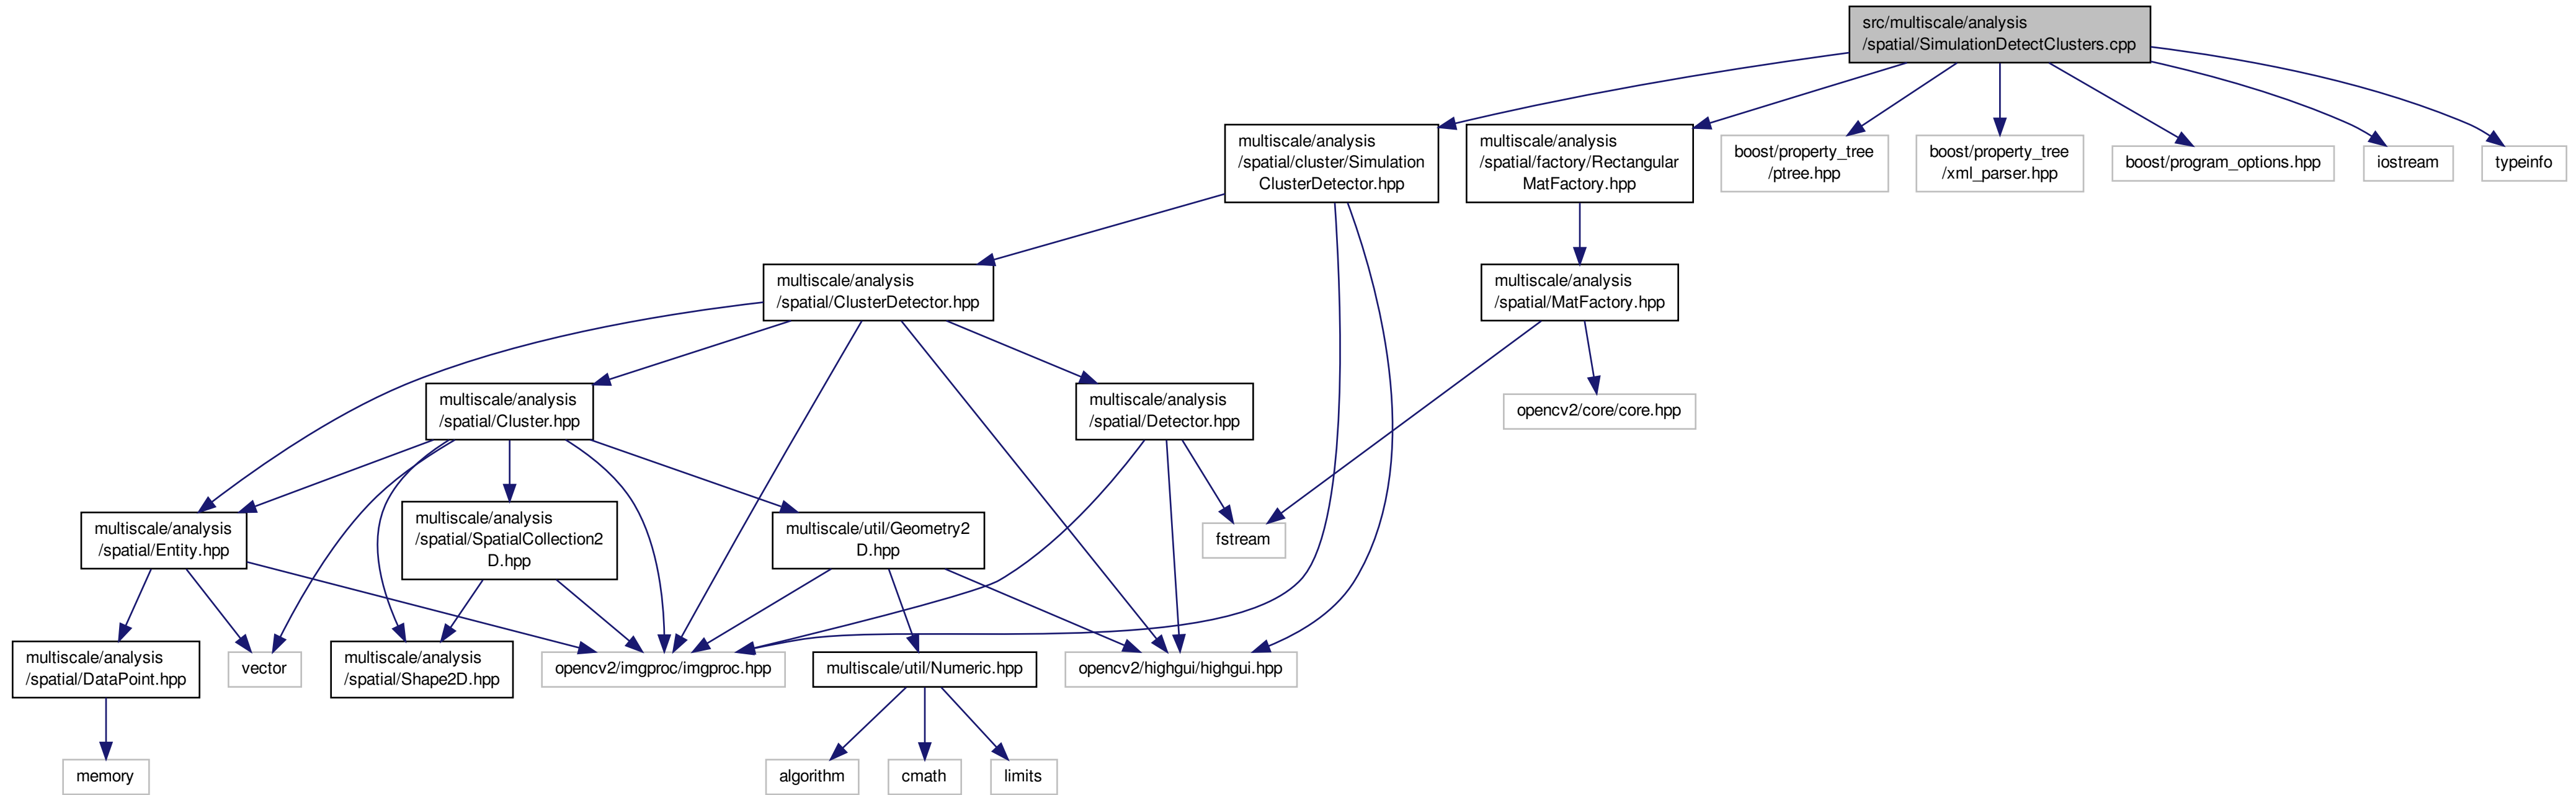 src/multiscale/analysis
/spatial/SimulationDetectClusters.cpp
multiscale/analysis
/spatial/cluster/Simulation
ClusterDetector.hpp
multiscale/analysis
/spatial/factory/Rectangular
MatFactory.hpp
boost/property_tree
/ptree.hpp
boost/property_tree
/xml_parser.hpp
boost/program_options.hpp
iostream
typeinfo
multiscale/analysis
/spatial/ClusterDetector.hpp
multiscale/analysis
/spatial/MatFactory.hpp
multiscale/analysis
/spatial/Cluster.hpp
multiscale/analysis
/spatial/Detector.hpp
opencv2/core/core.hpp
multiscale/analysis
/spatial/Entity.hpp
multiscale/analysis
/spatial/SpatialCollection2
D.hpp
multiscale/util/Geometry2
D.hpp
fstream
multiscale/analysis
/spatial/DataPoint.hpp
vector
multiscale/analysis
/spatial/Shape2D.hpp
opencv2/imgproc/imgproc.hpp
multiscale/util/Numeric.hpp
opencv2/highgui/highgui.hpp
memory
algorithm
cmath
limits